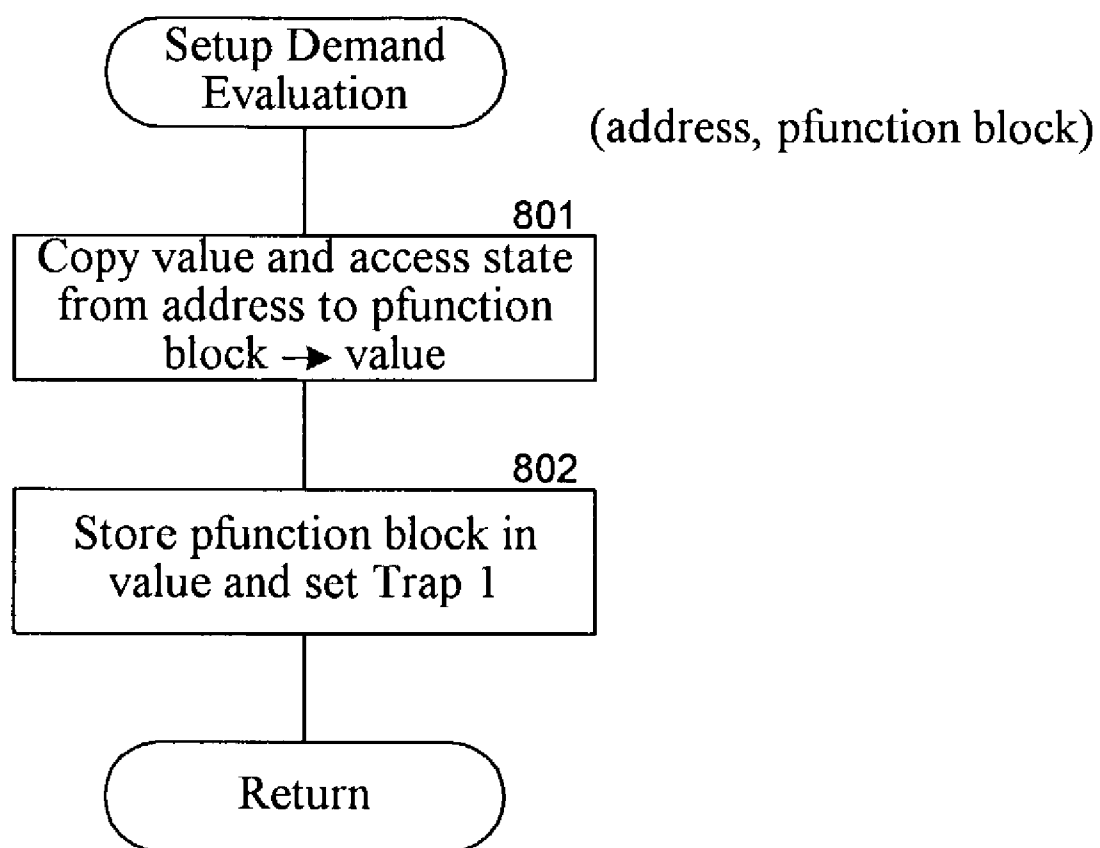 Setup Demand
Evaluation
(address, pfunction block)
801
Copy value and access state
from address to pfunction
block → value
802
Store pfunction block in
value and set Trap 1
Return